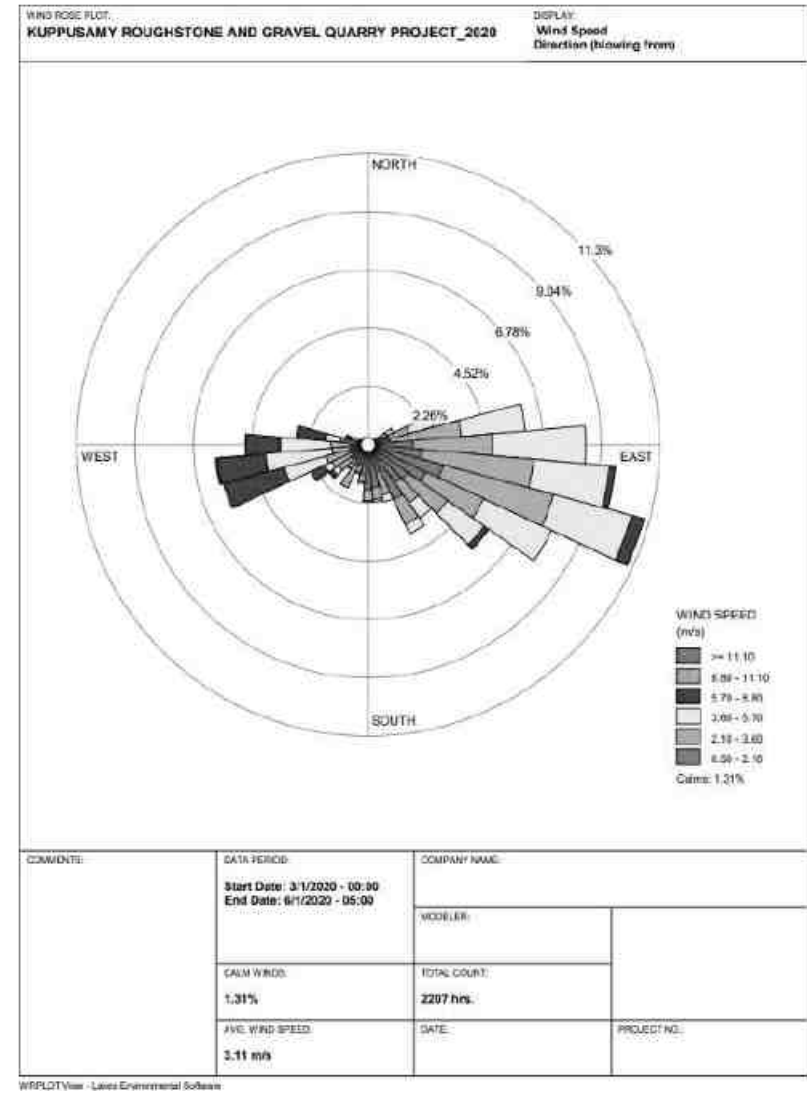 WIND ROSE PLOT:
KUPPUSAMY ROUGHSTONE AND GRAVEL QUARRY PROJECT_2020
DISPLAY:
Wind Speed
Direction (blowing from)
NORTH
11.3%
9.04%
6.78%
4.52%
2.26%
WEST
EAST
SOUTH
WIND SPEED
(m/s)
>= 11.10
8.80 - 11.10
5.70 - 8.80
3.60 - 5.70
2.10 - 3.60
0.50 - 2.10
Calms: 1.31%
COMMENTS:
DATA PERIOD:
Start Date: 3/1/2020 - 00:00
End Date: 6/1/2020 - 05:00
COMPANY NAME:
MODELER:
CALM WINDS:
1.31%
TOTAL COUNT:
2207 hrs.
AVG. WIND SPEED:
3.11 m/s
DATE:
PROJECT NO.:
WRPLOT View - Lakes Environmental Software